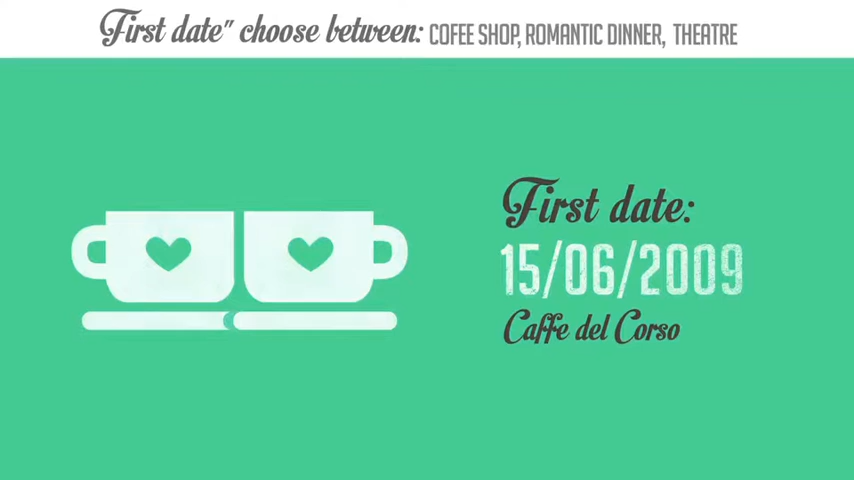 First date" choose between: COFEE SHOP, ROMANTIC DINNER, THEATRE
First date:
15/06/2009
Caffe del Corso